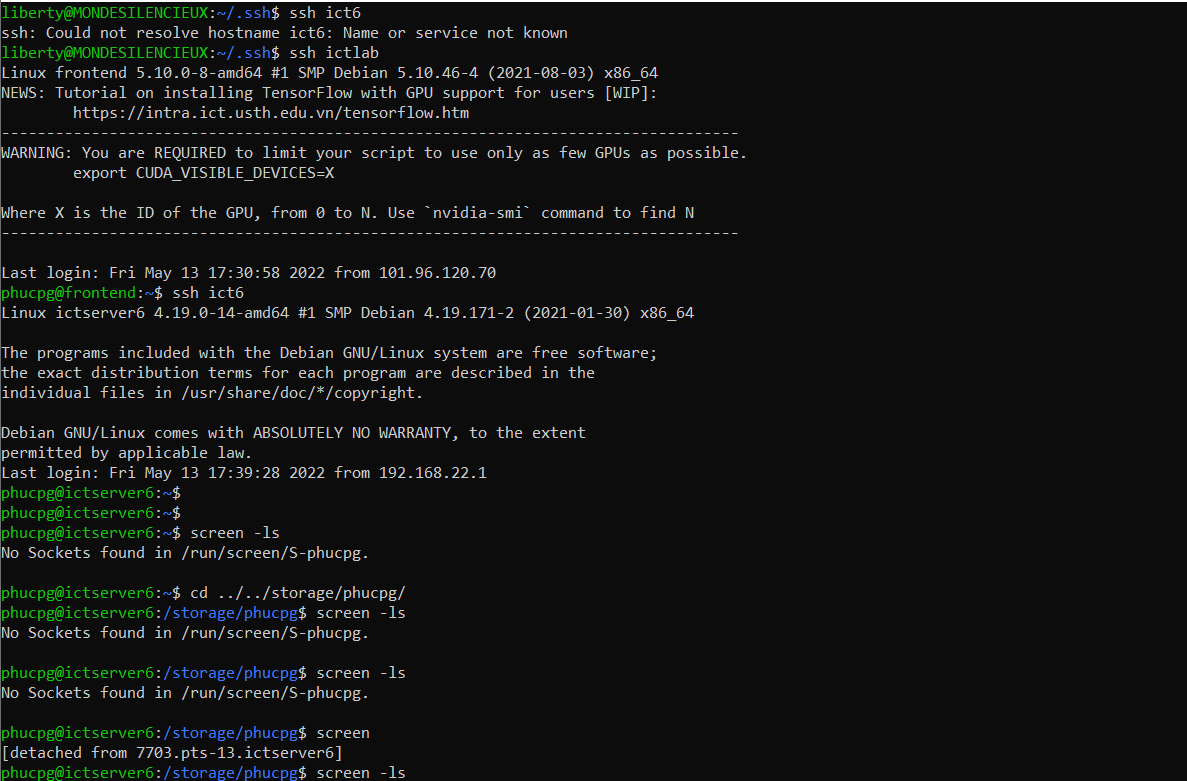 liberty@MONDESILENCIEUX:~/.ssh$ ssh ict6
ssh: Could not resolve hostname ict6: Name or service not known
liberty@MONDESILENCIEUX:~/.ssh$ ssh ictlab
Linux frontend 5.10.0-8-amd64 #1 SMP Debian 5.10.46-4 (2021-08-03) x86_64
NEWS: Tutorial on installing TensorFlow with GPU support for users [WIP]:
        https://intra.ict.usth.edu.vn/tensorflow.htm
----------------------------------------------------------------------------------
WARNING: You are REQUIRED to limit your script to use only as few GPUs as possible.
        export CUDA_VISIBLE_DEVICES=X

Where X is the ID of the GPU, from 0 to N. Use `nvidia-smi` command to find N
----------------------------------------------------------------------------------

Last login: Fri May 13 17:30:58 2022 from 101.96.120.70
phucpg@frontend:~$ ssh ict6
Linux ictserver6 4.19.0-14-amd64 #1 SMP Debian 4.19.171-2 (2021-01-30) x86_64

The programs included with the Debian GNU/Linux system are free software;
the exact distribution terms for each program are described in the
individual files in /usr/share/doc/*/copyright.

Debian GNU/Linux comes with ABSOLUTELY NO WARRANTY, to the extent
permitted by applicable law.
Last login: Fri May 13 17:39:28 2022 from 192.168.22.1
phucpg@ictserver6:~$
phucpg@ictserver6:~$
phucpg@ictserver6:~$ screen -ls
No Sockets found in /run/screen/S-phucpg.

phucpg@ictserver6:~$ cd ../../storage/phucpg/
phucpg@ictserver6:/storage/phucpg$ screen -ls
No Sockets found in /run/screen/S-phucpg.

phucpg@ictserver6:/storage/phucpg$ screen -ls
No Sockets found in /run/screen/S-phucpg.

phucpg@ictserver6:/storage/phucpg$ screen
[detached from 7703.pts-13.ictserver6]
phucpg@ictserver6:/storage/phucpg$ screen -ls